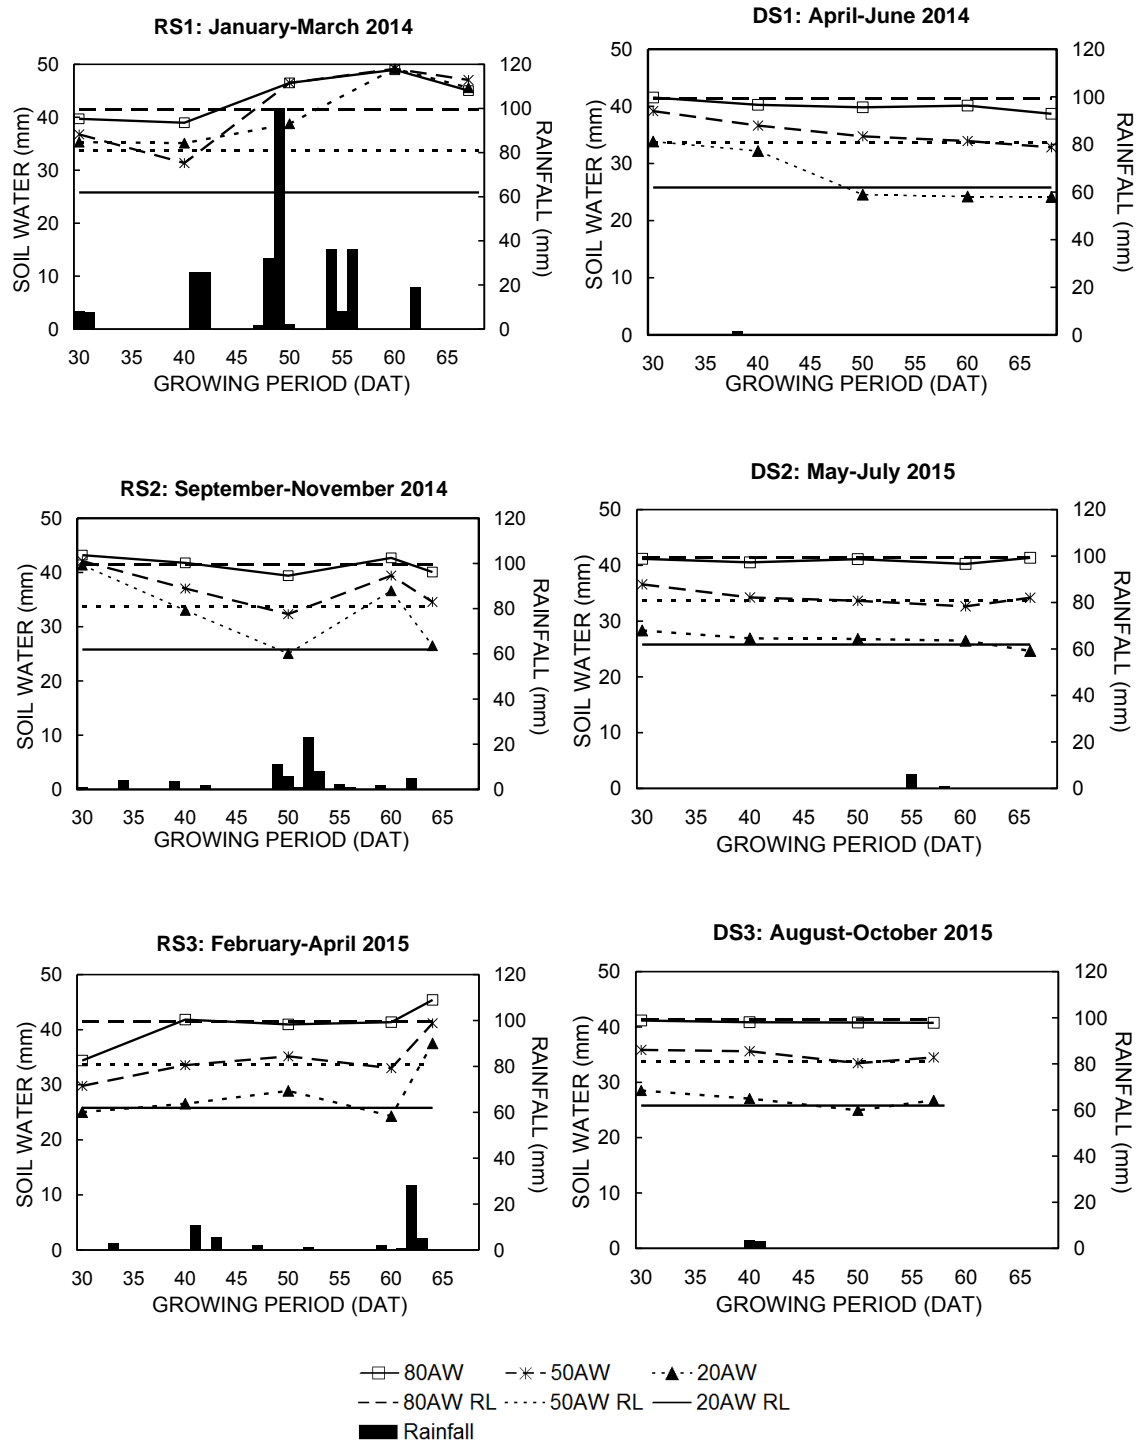 RS1: January-March 2014
50
40
30
20
10
0
SOIL WATER (mm)
120
100
80
60
40
20
0
RAINFALL (mm)
30 35 40 45 50 55 60 65
GROWING PERIOD (DAT)
DS1: April-June 2014
50
40
30
20
10
0
SOIL WATER (mm)
120
100
80
60
40
20
0
RAINFALL (mm)
30 35 40 45 50 55 60 65
GROWING PERIOD (DAT)
RS2: September-November 2014
50
40
30
20
10
0
SOIL WATER (mm)
120
100
80
60
40
20
0
RAINFALL (mm)
30 35 40 45 50 55 60 65
GROWING PERIOD (DAT)
DS2: May-July 2015
50
40
30
20
10
0
SOIL WATER (mm)
120
100
80
60
40
20
0
RAINFALL (mm)
30 35 40 45 50 55 60 65
GROWING PERIOD (DAT)
RS3: February-April 2015
50
40
30
20
10
0
SOIL WATER (mm)
120
100
80
60
40
20
0
RAINFALL (mm)
30 35 40 45 50 55 60 65
GROWING PERIOD (DAT)
DS3: August-October 2015
50
40
30
20
10
0
SOIL WATER (mm)
120
100
80
60
40
20
0
RAINFALL (mm)
30 35 40 45 50 55 60 65
GROWING PERIOD (DAT)
80AW 50AW 20AW
80AW RL 50AW RL 20AW RL
Rainfall